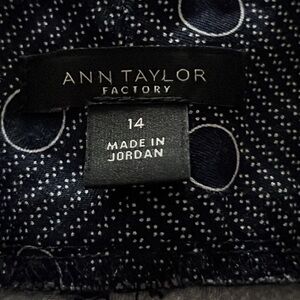 ANN TAYLOR
FACTORY
14
MADE IN
JORDAN